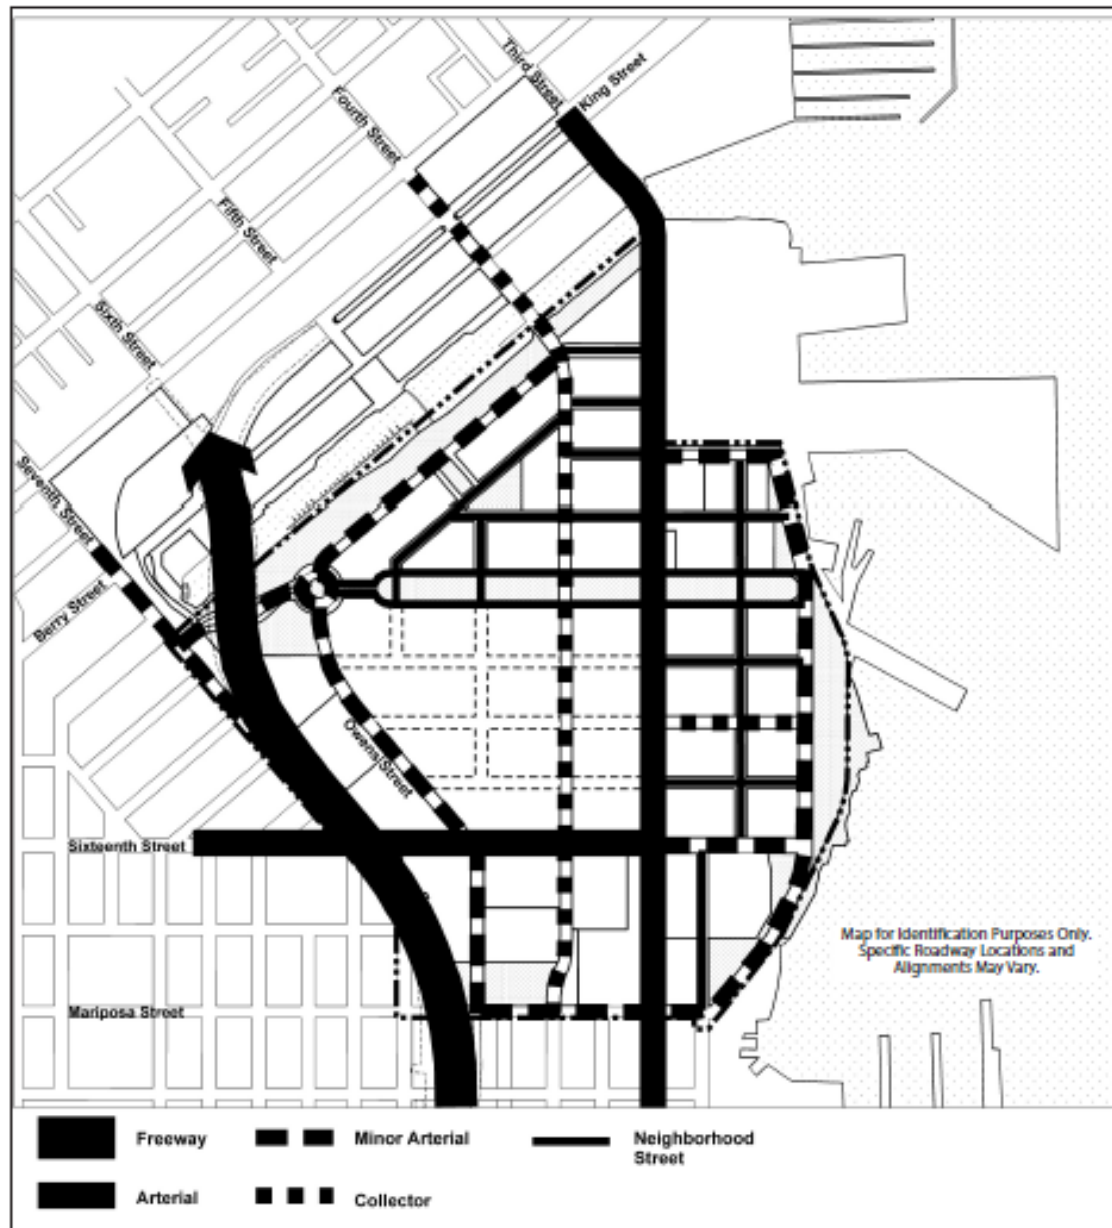 Third Street
King Street
Fourth Street
Fifth Street
Sixth Street
Seventh Street
Berry Street
Owens Street
Sixteenth Street
Mariposa Street
Map for Identification Purposes Only.
Specific Roadway Locations and
Alignments May Vary.
Freeway
Minor Arterial
Neighborhood
Street
Arterial
Collector